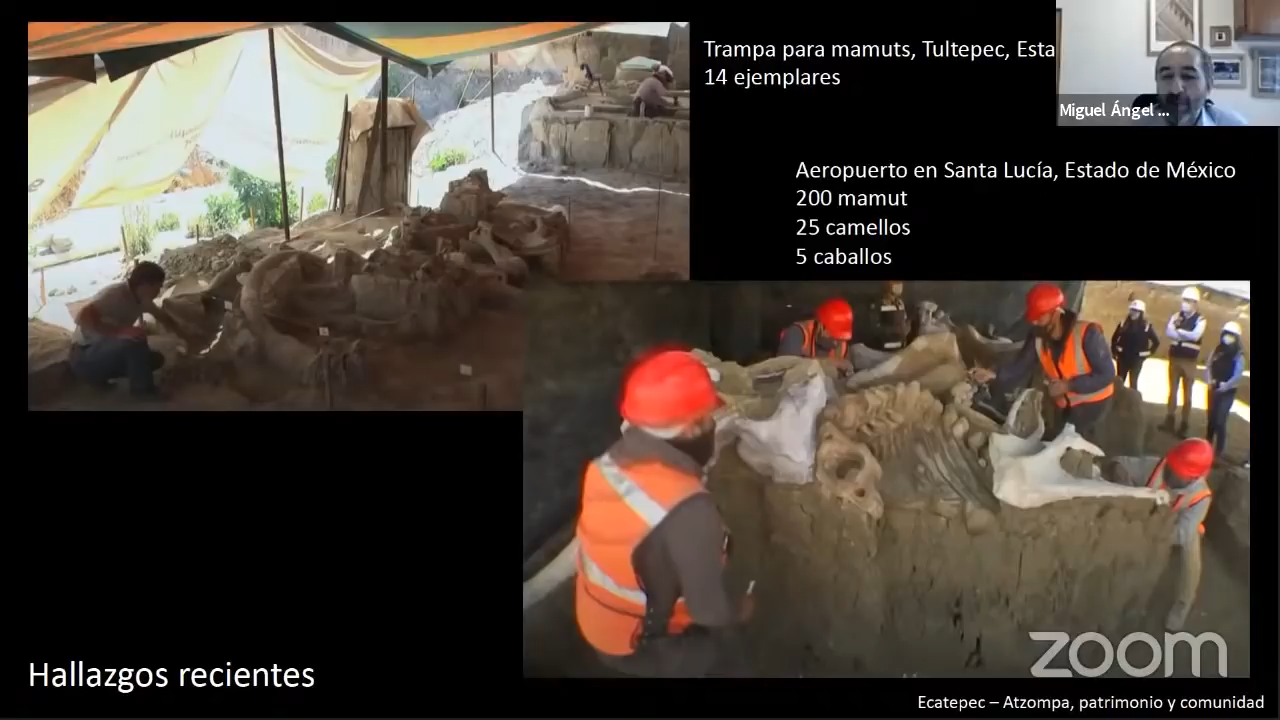 Trampa para mamuts, Tultepec, Esta
14 ejemplares
Miguel Ángel ...
Aeropuerto en Santa Lucía, Estado de México
200 mamut
25 camellos
5 caballos
zoom
Hallazgos recientes
Ecatepec – Atzompa, patrimonio y comunidad